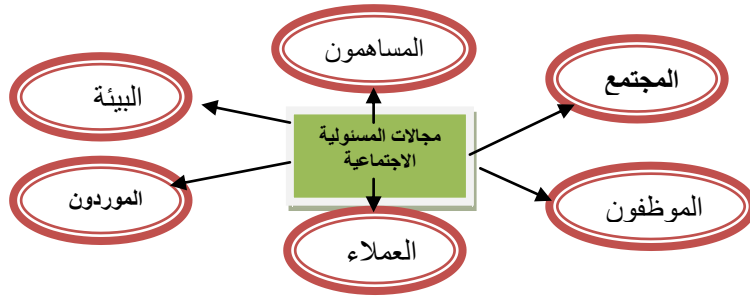 المساهمون
المجتمع
البيئة
مجالات المسئولية
الاجتماعية
الموردون
الموظفون
العملاء